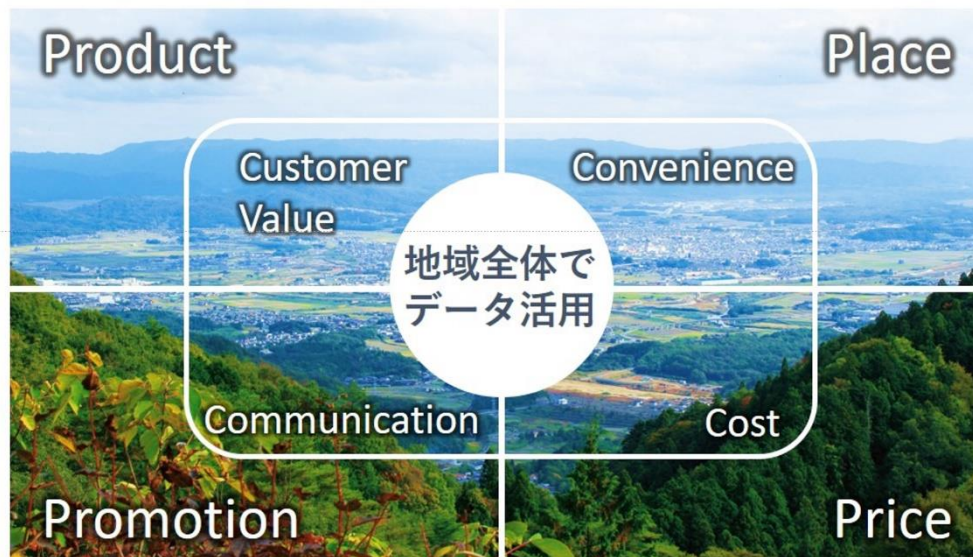 Product
Place
Customer
Value
Convenience
地域全体で
データ活用
Communication
Cost
Promotion
Price